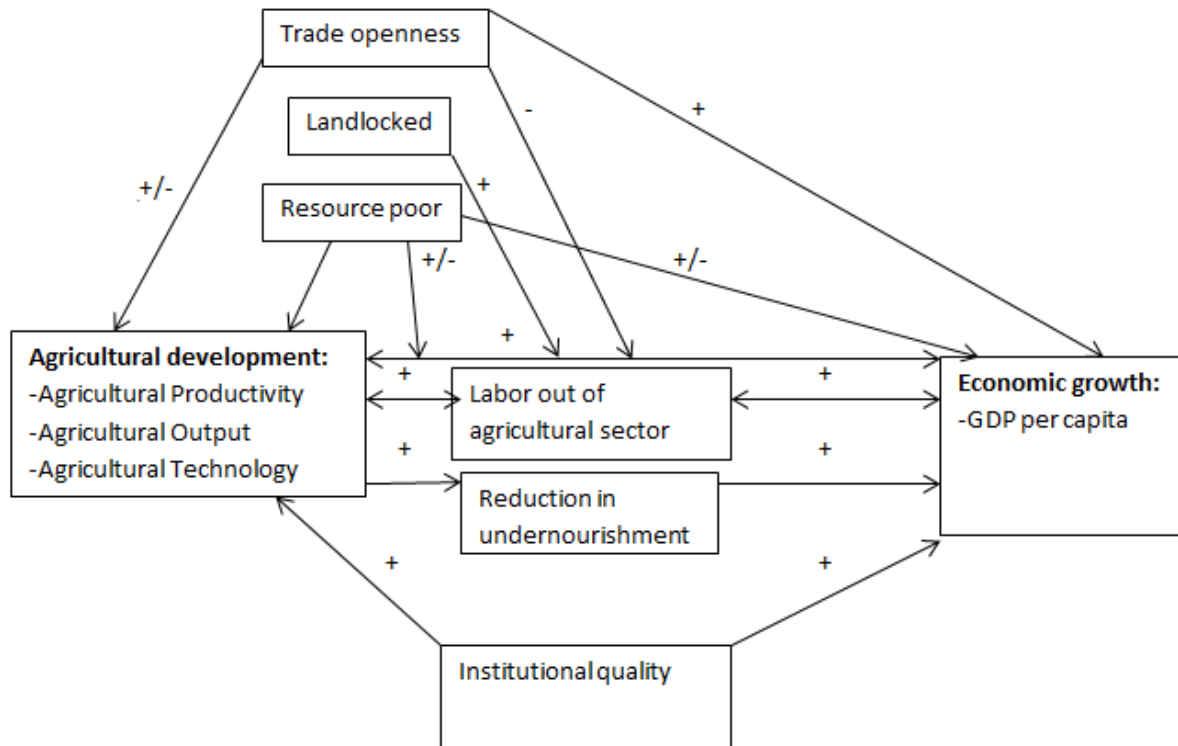 Trade openness
-
+
Landlocked
+
+/-
Resource poor
+/-
+/-
+
Agricultural development:
-Agricultural Productivity
-Agricultural Output
-Agricultural Technology
+
Labor out of
agricultural sector
+
Economic growth:
-GDP per capita
+
Reduction in
undernourishment
+
+
+
Institutional quality